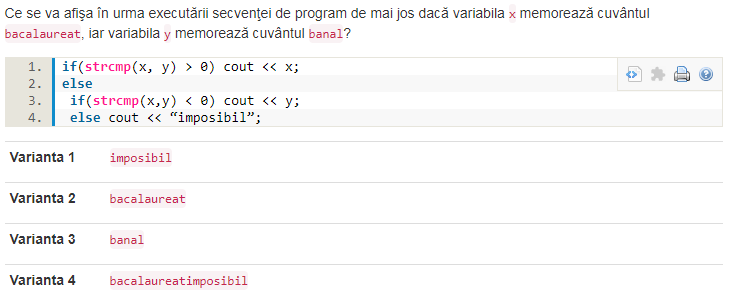 Ce se va afișa în urma executării secvenței de program de mai jos dacă variabila x memorează cuvântul
bacalaureat, iar variabila y memorează cuvântul banal?
1. if(strcmp(x, y) > 0) cout << x;
2. else
3. if(strcmp(x,y) < 0) cout << y;
4. else cout << “imposibil”;
Varianta 1 imposibil
Varianta 2 bacalaureat
Varianta 3 banal
Varianta 4 bacalaureatimposibil